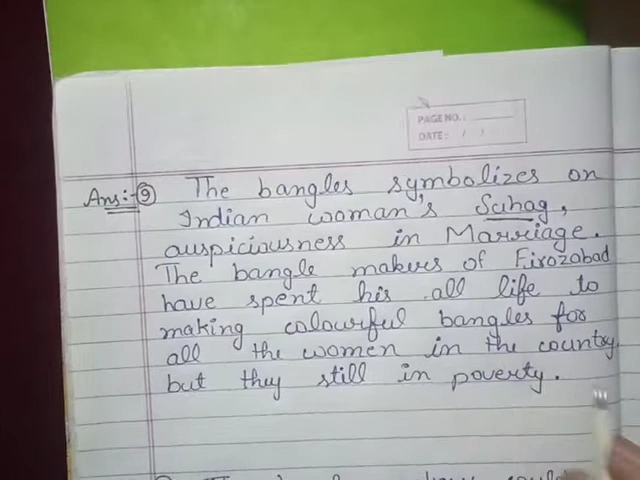 PAGE NO.:
DATE: / /
Ans:-⑨ The bangles symbolizes on
Indian woman's Suhag,
auspiciousness in Marriage.
The bangle makers of Firozabad
have spent his all life to
making colourful bangles for
all the women in the country.
but they still in poverty.